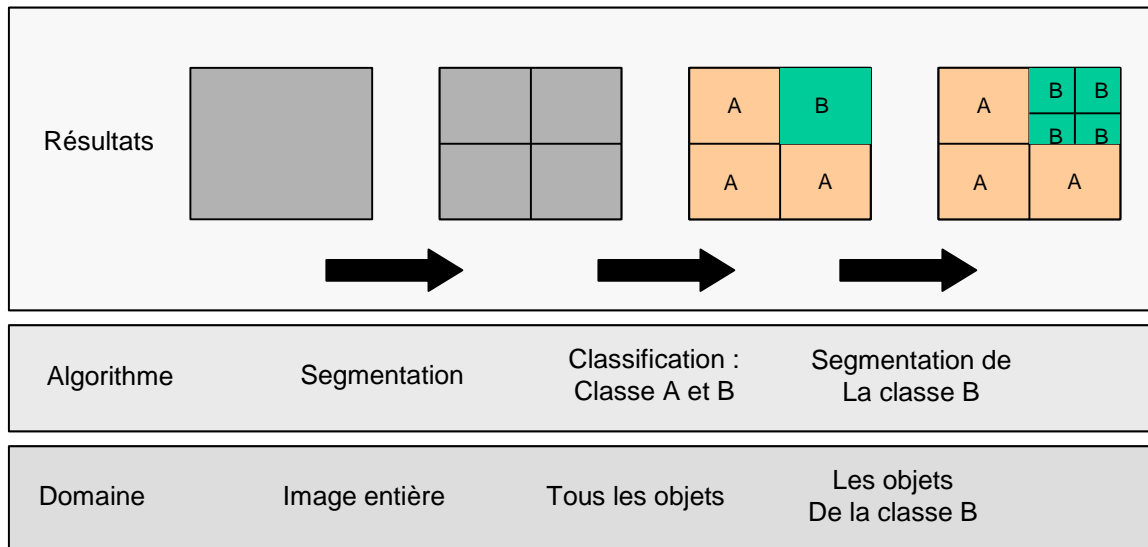 A B
A A
A B B
B B
A A
Résultats
Algorithme
Segmentation
Classification :
Classe A et B
Segmentation de
La classe B
Domaine
Image entière
Tous les objets
Les objets
De la classe B